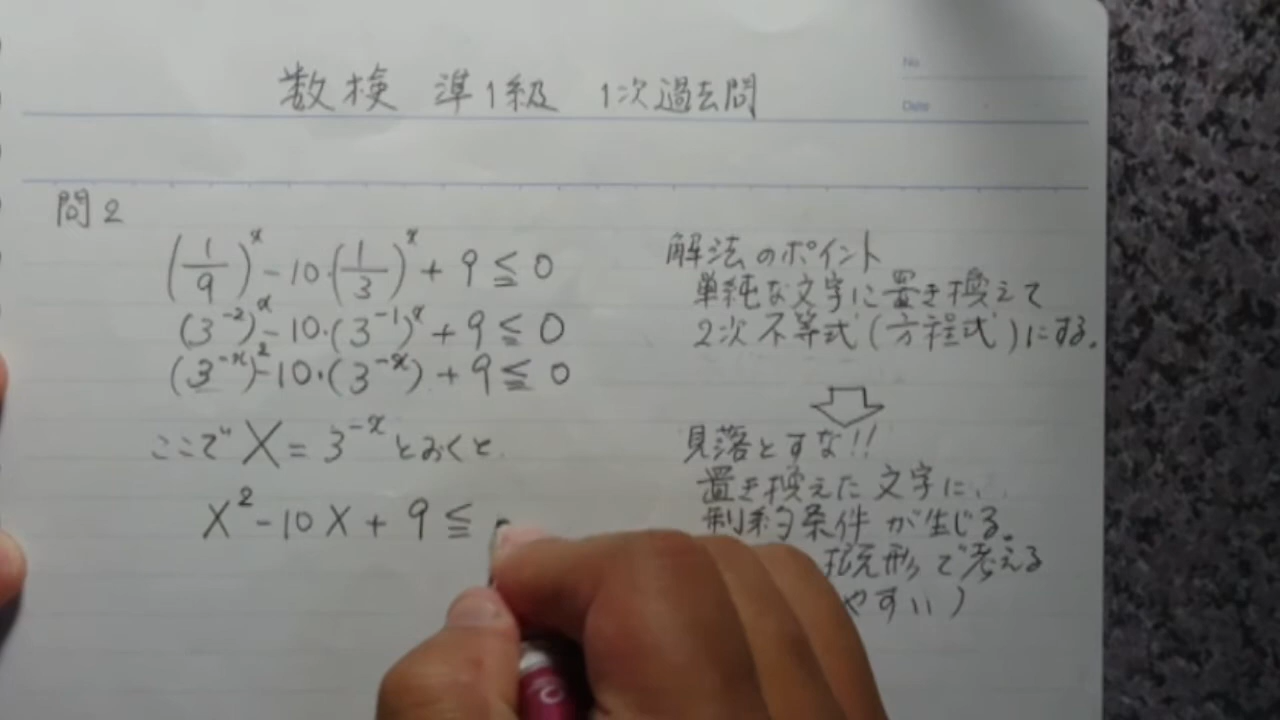 数検 準1級 1次過去問
No.
Date
問2
(1/9)^x - 10·(1/3)^x + 9 ≦ 0
(3^-2)^x - 10·(3^-1)^x + 9 ≦ 0
(3^-x)^2 - 10·(3^-x) + 9 ≦ 0
ここで X = 3^-x とおくと
X^2 - 10X + 9 ≦
解法のポイント
単純な文字に置き換えて
2次不等式(方程式)にする。
見落とすな!!
置き換えた文字に、
制約条件が生じる。
形で考える
やすい)